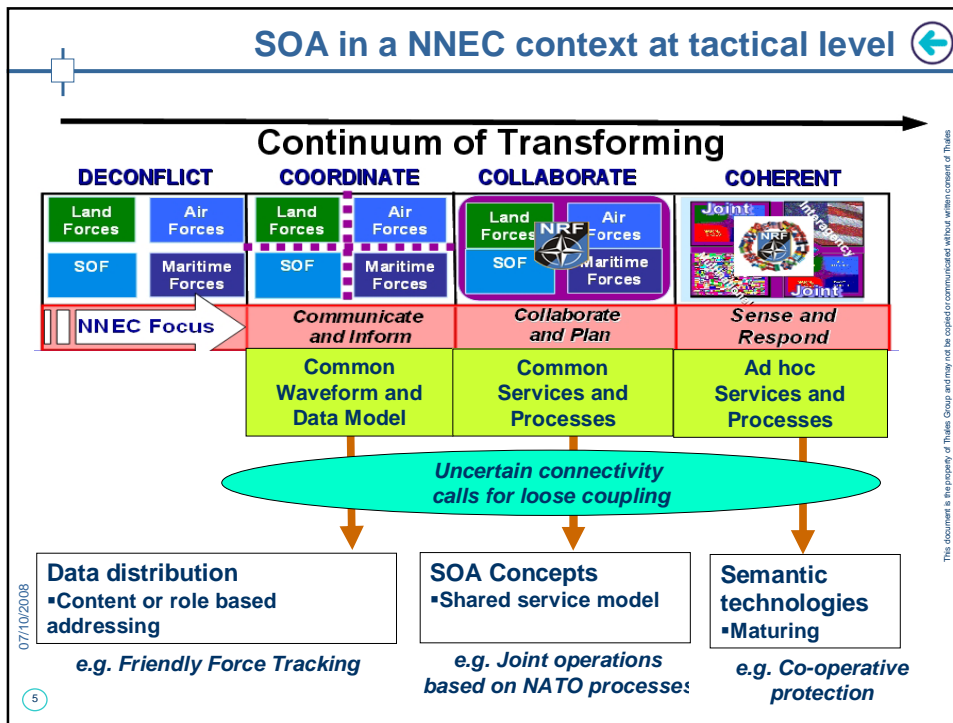 SOA in a NNEC context at tactical level
Continuum of Transforming
DECONFLICT
COORDINATE
COLLABORATE
COHERENT
Land
Forces
Air
Forces
SOF
Maritime
Forces
Land
Forces
Air
Forces
SOF
Maritime
Forces
Land
Forces
Air
Forces
SOF
Maritime
Forces
NRF
Joint
Interagency
NRF
Joint
NNEC Focus
Communicate
and Inform
Collaborate
and Plan
Sense and
Respond
Common
Waveform and
Data Model
Common
Services and
Processes
Ad hoc
Services and
Processes
Uncertain connectivity
calls for loose coupling
Data distribution
▪Content or role based
addressing
e.g. Friendly Force Tracking
SOA Concepts
▪Shared service model
e.g. Joint operations
based on NATO processes
Semantic
technologies
▪Maturing
e.g. Co-operative
protection
This document is the property of Thales Group and may not be copied or communicated without written consent of Thales
07/10/2008
5